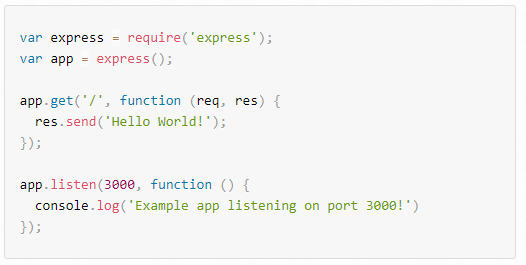 var express = require('express');
var app = express();

app.get('/', function (req, res) {
  res.send('Hello World!');
});

app.listen(3000, function () {
  console.log('Example app listening on port 3000!')
});